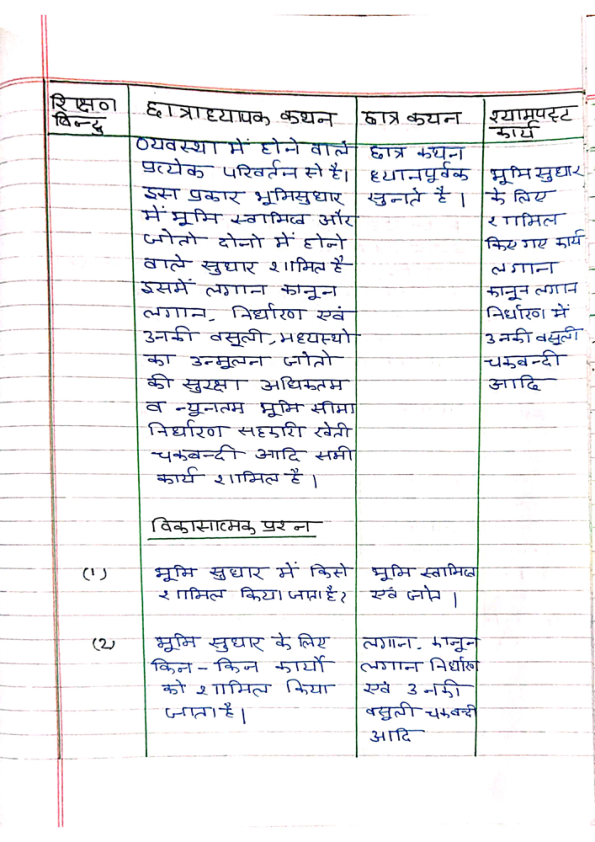 शिक्षण
बिन्दु
छात्राध्यापक कथन
छात्र कथन
श्यामपट्ट
कार्य
व्यवस्था में होने वाले
प्रत्येक परिवर्तन से है।
इस प्रकार भूमिसुधार
में भूमि स्वामित्व और
जोतो दोनो में होने
वाले सुधार शामिल है
इसमें लगान कानून
लगान, निर्धारण एवं
उनकी वसुली, मध्यस्थो
का उन्मूलन जोतो
की सुरक्षा अधिकतम
व न्यूनतम भूमि सीमा
निर्धारण सहकारी खेती
चकबन्दी आदि सभी
कार्य शामिल है।
छात्र कथन
ध्यानपूर्वक
सुनते है।
भूमि सुधार
के लिए
शामिल
किए गए कार्य
लगान
कानून लगान
निर्धारण में
उनकी वसुली
चकबन्दी
आदि
विकासात्मक प्रश्न
(1) भूमि सुधार में किसे
शामिल किया जाता है?
भूमि स्वामित्व
एवं जोत।
(2) भूमि सुधार के लिए
किन-किन कार्यो
को शामिल किया
जाता है।
लगान. कानून
लगान निर्धारण
एवं उनकी
वसुली चकबन्दी
आदि